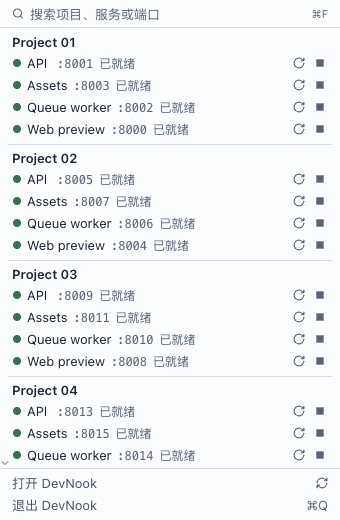 搜索项目、服务或端口 ⌘F
Project 01
API :8001 已就绪
Assets :8003 已就绪
Queue worker :8002 已就绪
Web preview :8000 已就绪
Project 02
API :8005 已就绪
Assets :8007 已就绪
Queue worker :8006 已就绪
Web preview :8004 已就绪
Project 03
API :8009 已就绪
Assets :8011 已就绪
Queue worker :8010 已就绪
Web preview :8008 已就绪
Project 04
API :8013 已就绪
Assets :8015 已就绪
Queue worker :8014 已就绪
打开 DevNook
退出 DevNook ⌘Q